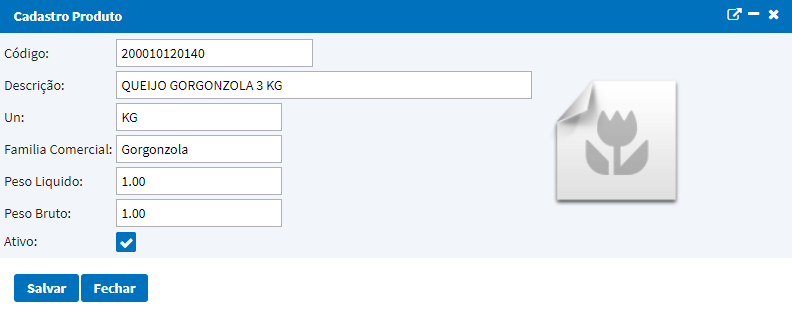 Cadastro Produto
Código: 200010120140
Descrição: QUEIJO GORGONZOLA 3 KG
Un: KG
Familia Comercial: Gorgonzola
Peso Liquido: 1.00
Peso Bruto: 1.00
Ativo:
Salvar Fechar